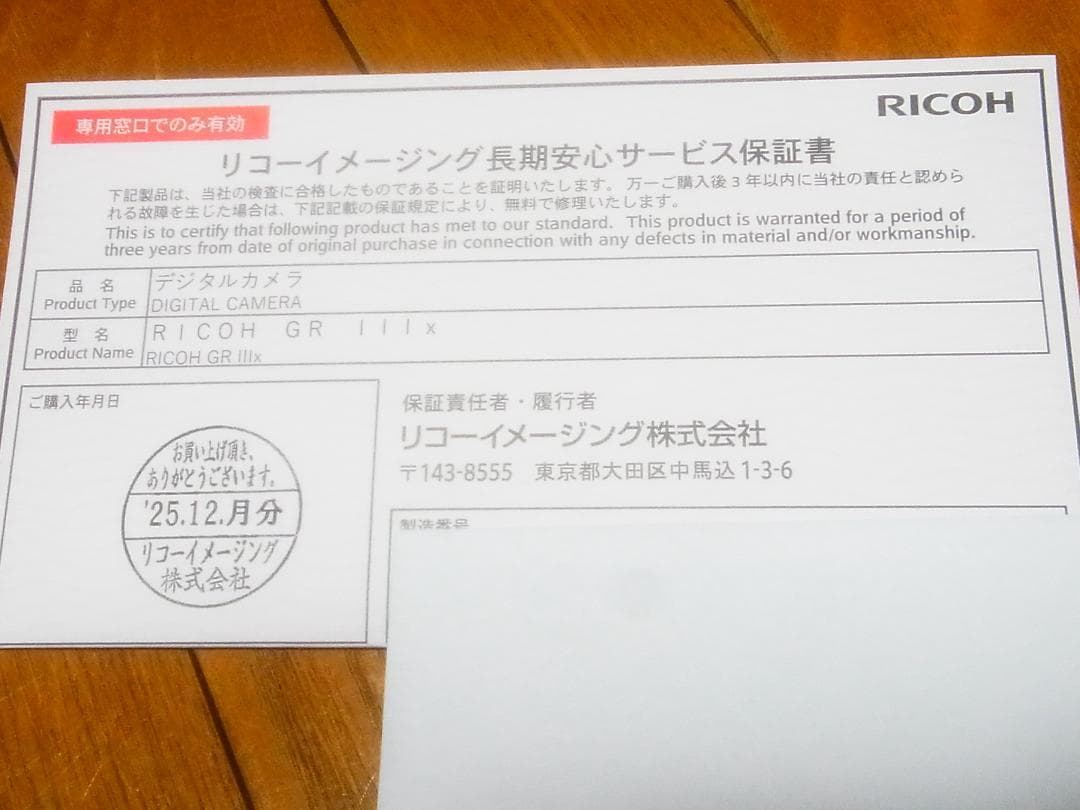 専用窓口でのみ有効
RICOH
リコーイメージング長期安心サービス保証書
下記製品は、当社の検査に合格したものであることを証明いたします。万一ご購入後3年以内に当社の責任と認めら
れる故障を生じた場合は、下記記載の保証規定により、無料で修理いたします。
This is to certify that following product has met to our standard. This product is warranted for a period of
three years from date of original purchase in connection with any defects in material and/or workmanship.
品 名 デジタルカメラ
Product Type DIGITAL CAMERA
型 名 RICOH GR IIIx
Product Name RICOH GR IIIx
ご購入年月日
お買い上げ頂き、
ありがとうございます。
'25.12.月分
リコーイメージング
株式会社
保証責任者・履行者
リコーイメージング株式会社
〒143-8555 東京都大田区中馬込1-3-6
製造番号